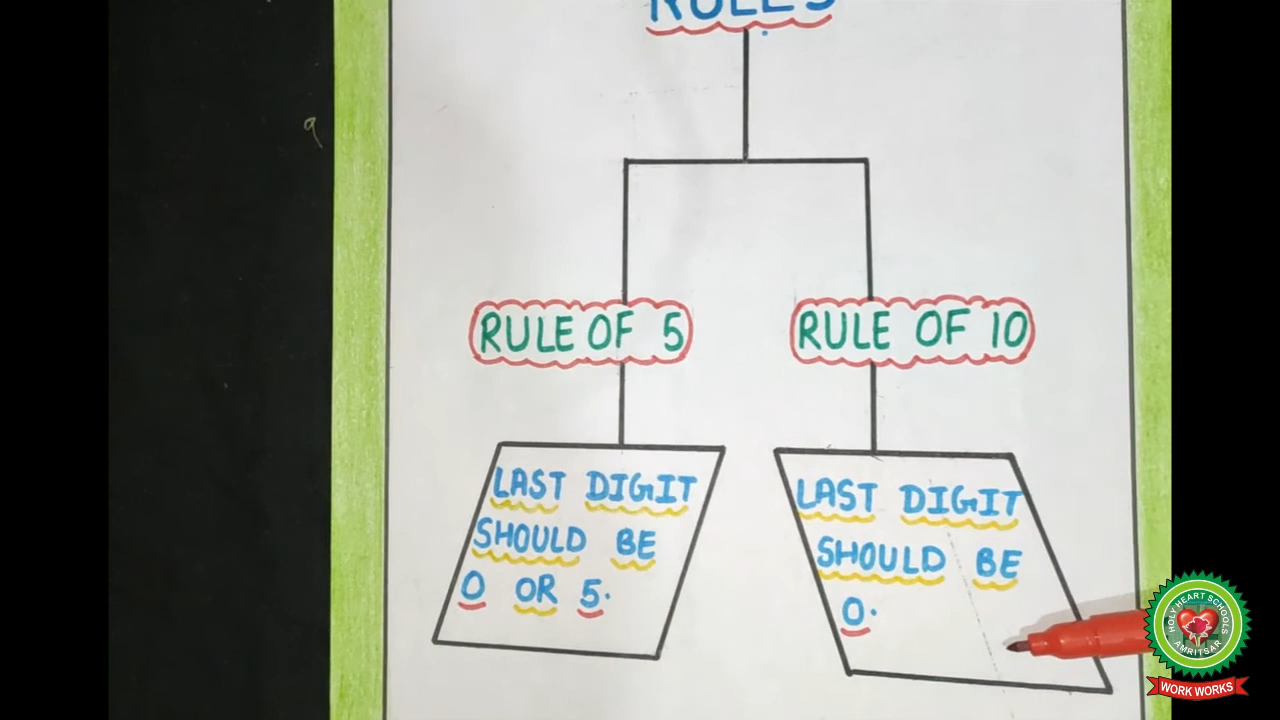 RULES
RULE OF 5
RULE OF 10
LAST DIGIT
SHOULD BE
0 OR 5.
LAST DIGIT
SHOULD BE
0.
HOLY HEART SCHOOLS
AMRITSAR
WORK WORKS